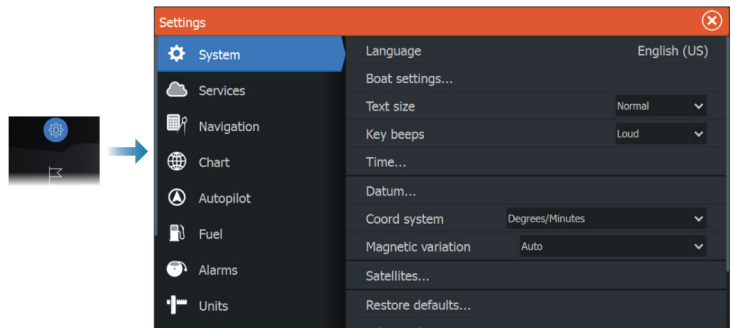 Settings
System
Services
Navigation
Chart
Autopilot
Fuel
Alarms
Units
Language English (US)
Boat settings...
Text size Normal
Key beeps Loud
Time...
Datum...
Coord system Degrees/Minutes
Magnetic variation Auto
Satellites...
Restore defaults...